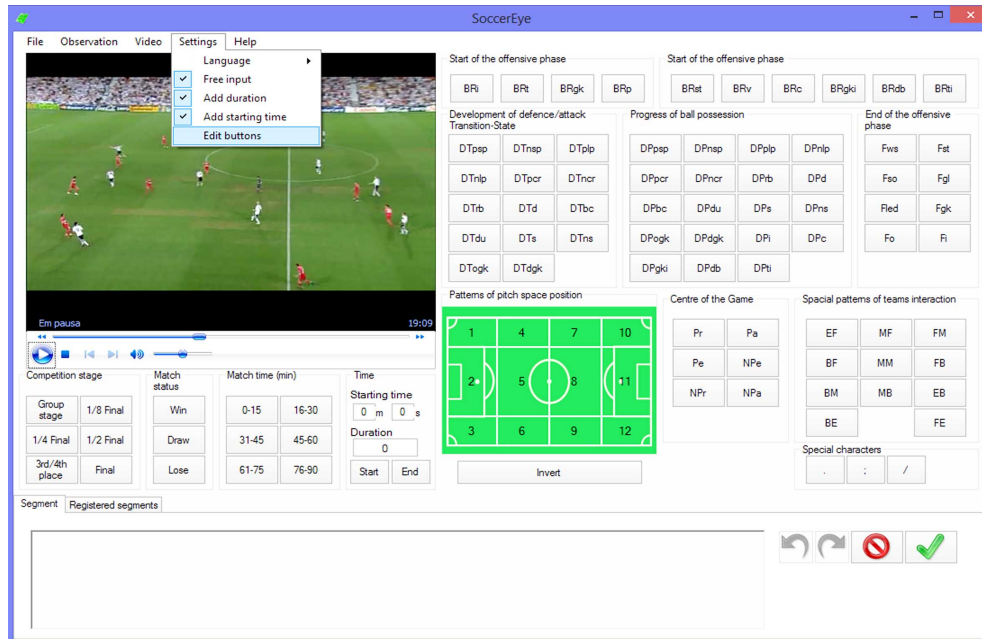 SoccerEye
File Observation Video Settings Help
Language
Free input
Add duration
Add starting time
Edit buttons
Em pausa 19:09
Start of the offensive phase
BRi BRt BRgk BRp
Start of the offensive phase
BRst BRv BRc BRgki BRdb BRti
Development of defence/attack
Transition-State
DTpsp DTnsp DTplp
DTnlp DTpcr DTncr
DTrb DTd DTbc
DTdu DTs DTns
DTogk DTdgk
Progress of ball possession
DPpsp DPnsp DPplp DPnlp
DPpcr DPncr DPrb DPd
DPbc DPdu DPs DPns
DPogk DPdgk DPi DPc
DPgki DPdb DPti
End of the offensive
phase
Fws Fst
Fso Fgl
Fled Fgk
Fo Fi
Competition stage
Group
stage
1/8 Final
1/4 Final 1/2 Final
3rd/4th
place
Final
Match
status
Win
Draw
Lose
Match time (min)
0-15 16-30
31-45 45-60
61-75 76-90
Time
Starting time
0 m 0 s
Duration
0
Start End
Patterns of pitch space position
1 4 7 10
2 5 8 11
3 6 9 12
Invert
Centre of the Game
Pr Pa
Pe NPe
NPr NPa
Spacial patterns of teams interaction
EF MF FM
BF MM FB
BM MB EB
BE FE
Special characters
. ; /
Segment Registered segments